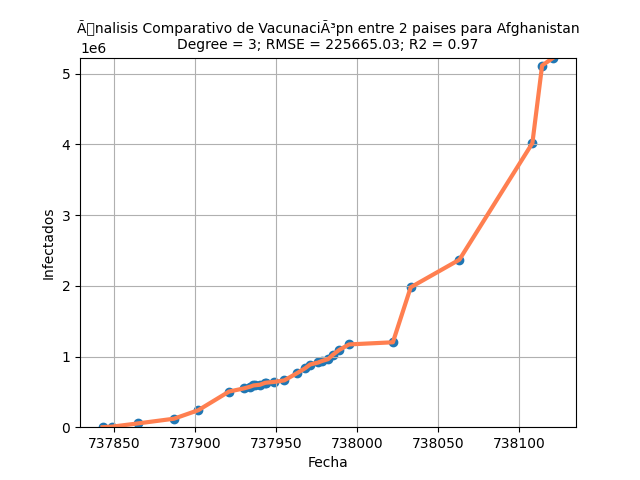 Ã▯nalisis Comparativo de VacunaciÃ³pn entre 2 paises para Afghanistan
Degree = 3; RMSE = 225665.03; R2 = 0.97
1e6
5
4
3
2
1
0
Infectados
737850 737900 737950 738000 738050 738100
Fecha